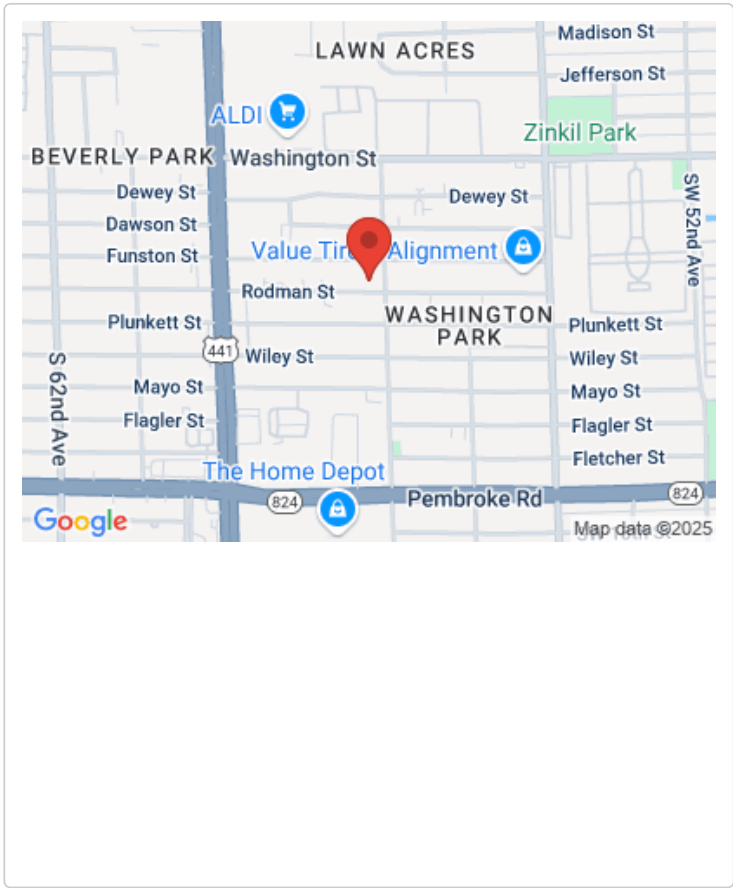 Madison St
LAWN ACRES
Jefferson St
ALDI
Zinkil Park
BEVERLY PARK
Washington St
Dewey St
Dewey St
SW 52nd Ave
Dawson St
Funston St
Value Tire Alignment
Rodman St
WASHINGTON
PARK
Plunkett St
Plunkett St
441
Wiley St
Wiley St
S 62nd Ave
Mayo St
Mayo St
Flagler St
Flagler St
Fletcher St
The Home Depot
824
Pembroke Rd
824
Google
Map data ©2025